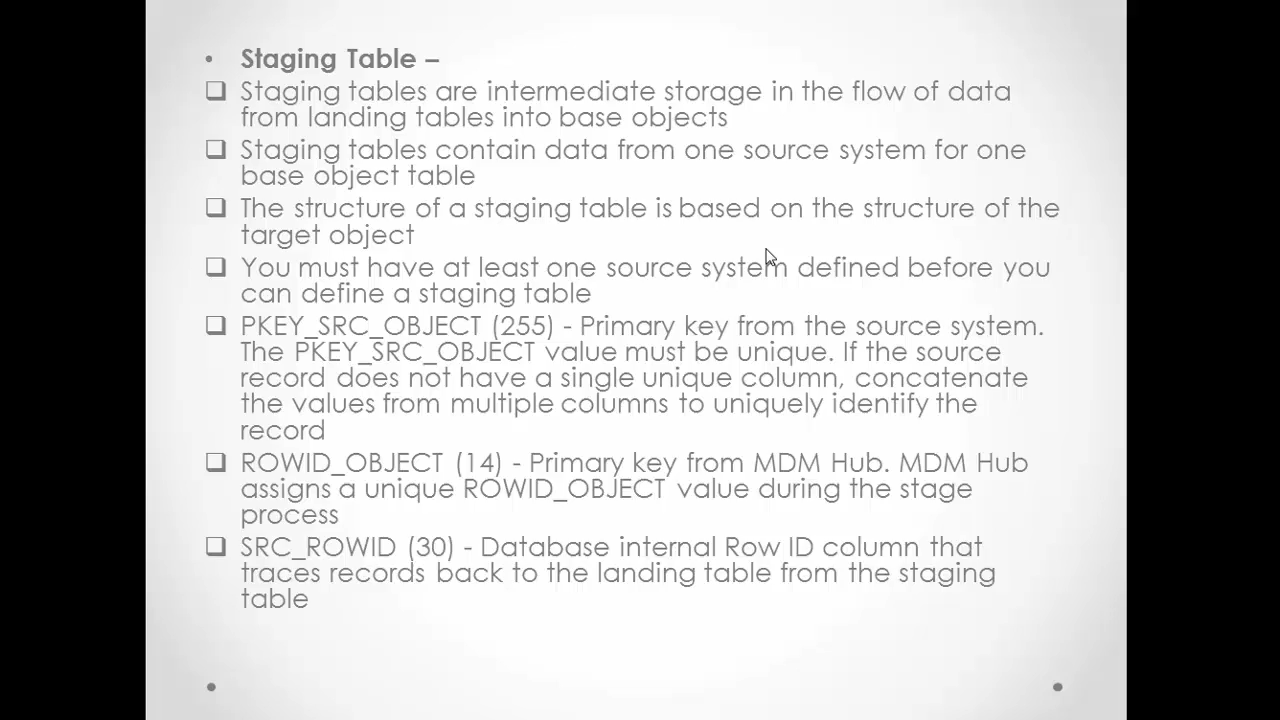 • Staging Table –
❑ Staging tables are intermediate storage in the flow of data
from landing tables into base objects
❑ Staging tables contain data from one source system for one
base object table
❑ The structure of a staging table is based on the structure of the
target object
❑ You must have at least one source system defined before you
can define a staging table
❑ PKEY_SRC_OBJECT (255) - Primary key from the source system.
The PKEY_SRC_OBJECT value must be unique. If the source
record does not have a single unique column, concatenate
the values from multiple columns to uniquely identify the
record
❑ ROWID_OBJECT (14) - Primary key from MDM Hub. MDM Hub
assigns a unique ROWID_OBJECT value during the stage
process
❑ SRC_ROWID (30) - Database internal Row ID column that
traces records back to the landing table from the staging
table